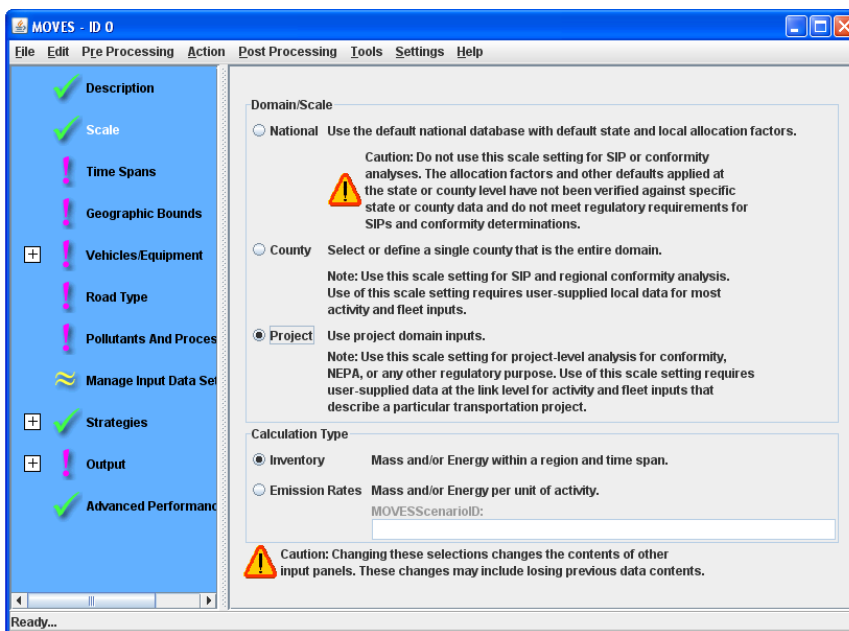 MOVES - ID 0
File Edit Pre Processing Action Post Processing Tools Settings Help
Description
Scale
Time Spans
Geographic Bounds
Vehicles/Equipment
Road Type
Pollutants And Proces
Manage Input Data Set
Strategies
Output
Advanced Performanc
Domain/Scale
National Use the default national database with default state and local allocation factors.
Caution: Do not use this scale setting for SIP or conformity
analyses. The allocation factors and other defaults applied at
the state or county level have not been verified against specific
state or county data and do not meet regulatory requirements for
SIPs and conformity determinations.
County Select or define a single county that is the entire domain.
Note: Use this scale setting for SIP and regional conformity analysis.
Use of this scale setting requires user-supplied local data for most
activity and fleet inputs.
Project Use project domain inputs.
Note: Use this scale setting for project-level analysis for conformity,
NEPA, or any other regulatory purpose. Use of this scale setting requires
user-supplied data at the link level for activity and fleet inputs that
describe a particular transportation project.
Calculation Type
Inventory Mass and/or Energy within a region and time span.
Emission Rates Mass and/or Energy per unit of activity.
MOVESScenarioID:
Caution: Changing these selections changes the contents of other
input panels. These changes may include losing previous data contents.
Ready...